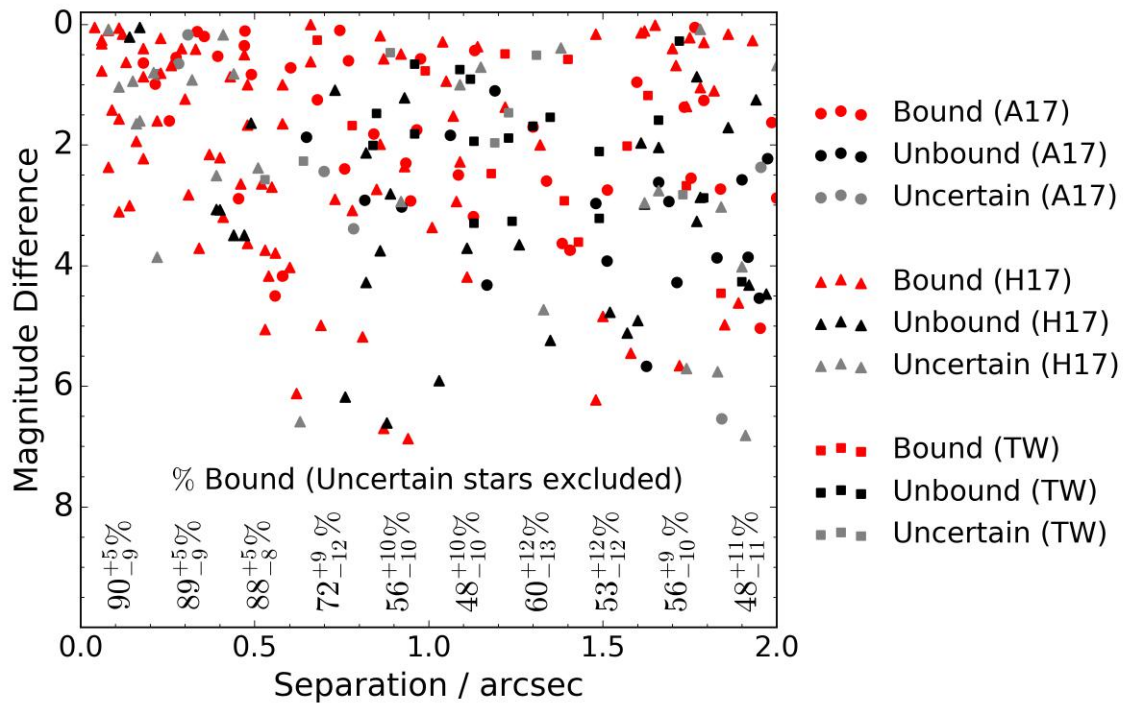 0
2
4
6
8
Magnitude Difference
% Bound (Uncertain stars excluded)
90+5−9%
89+5−9%
88+5−8%
72+9−12%
56+10−10%
48+10−10%
60+12−13%
53+12−12%
56+9−10%
48+11−11%
0.0 0.5 1.0 1.5 2.0
Separation / arcsec
Bound (A17)
Unbound (A17)
Uncertain (A17)
Bound (H17)
Unbound (H17)
Uncertain (H17)
Bound (TW)
Unbound (TW)
Uncertain (TW)